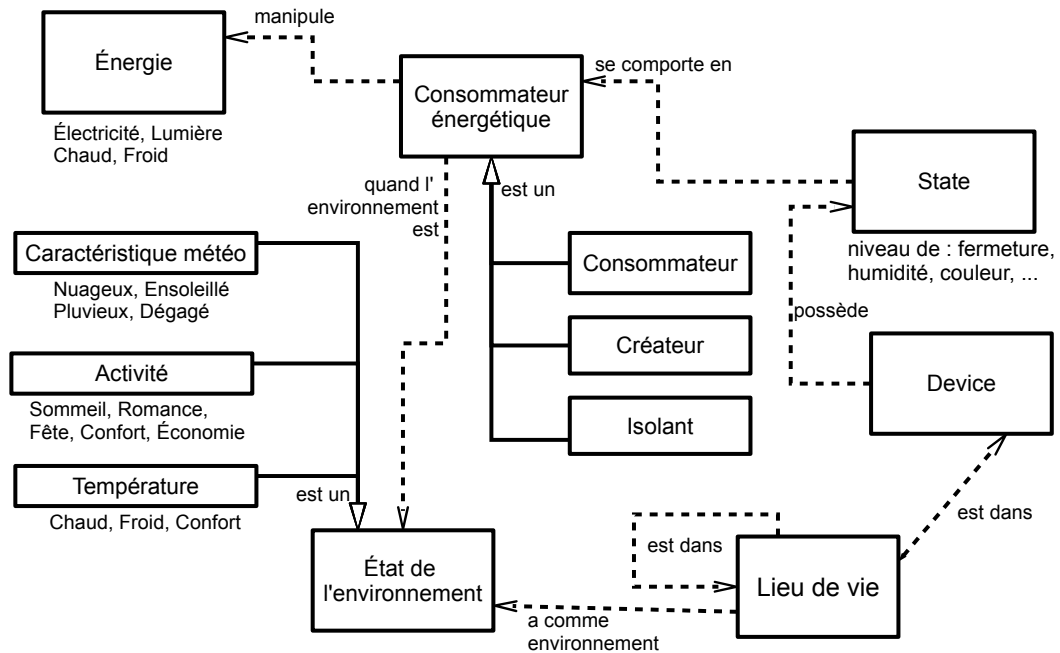 manipule
Énergie
Électricité, Lumière
Chaud, Froid
Consommateur
énergétique
se comporte en
State
niveau de : fermeture,
humidité, couleur, ...
quand l'
environnement
est
est un
Caractéristique météo
Nuageux, Ensoleillé
Pluvieux, Dégagé
Consommateur
Créateur
Isolant
possède
Device
Activité
Sommeil, Romance,
Fête, Confort, Économie
Température
Chaud, Froid, Confort
est un
État de
l'environnement
est dans
Lieu de vie
est dans
a comme
environnement